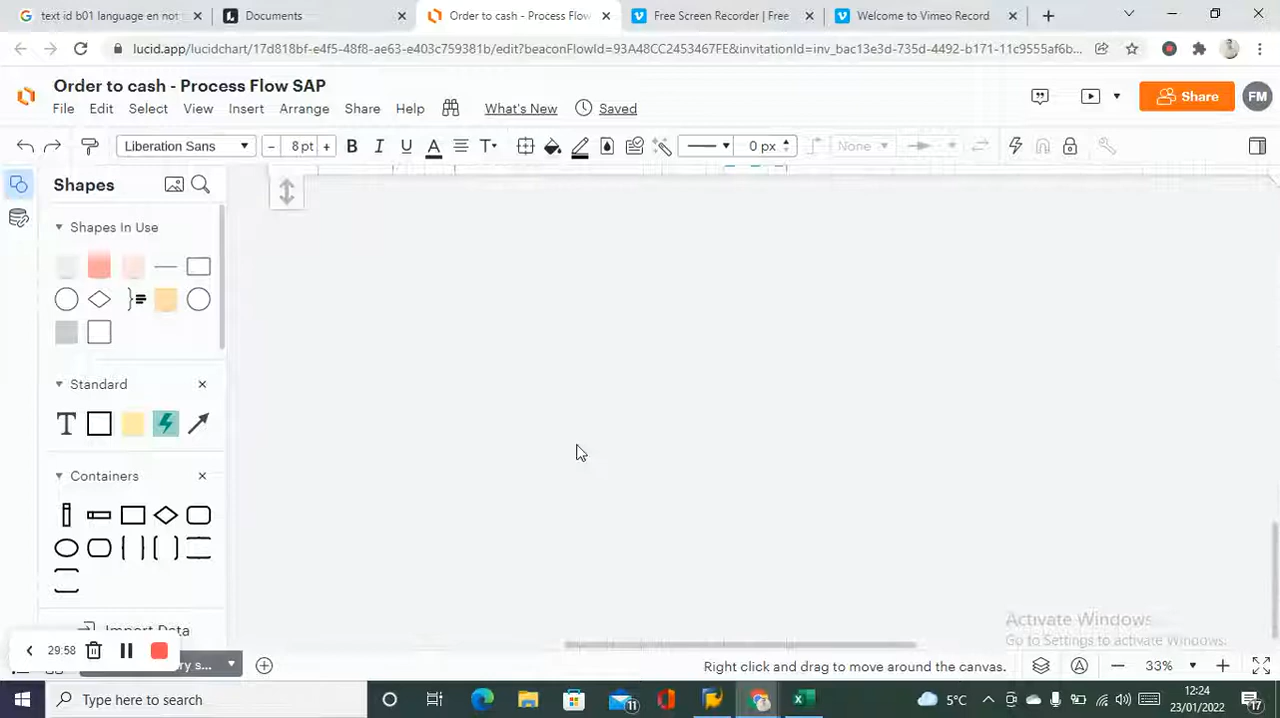 text id b01 language en not
Documents
Order to cash - Process Flow
Free Screen Recorder | Free
Welcome to Vimeo Record
lucid.app/lucidchart/17d818bf-e4f5-48f8-ae63-e403c759381b/edit?beaconFlowId=93A48CC2453467FE&invitationId=inv_bac13e3d-735d-4492-b171-11c9555af6b...
Order to cash - Process Flow SAP
File Edit Select View Insert Arrange Share Help What's New Saved
Share
FM
Liberation Sans
- 8 pt +
B I U A T
0 px
None
Shapes
Shapes In Use
Standard
T
Containers
Import Data
29:58
ry s...
Activate Windows
Go to Settings to activate Windows.
Right click and drag to move around the canvas.
33%
Type here to search
11
5°C
12:24
23/01/2022
17